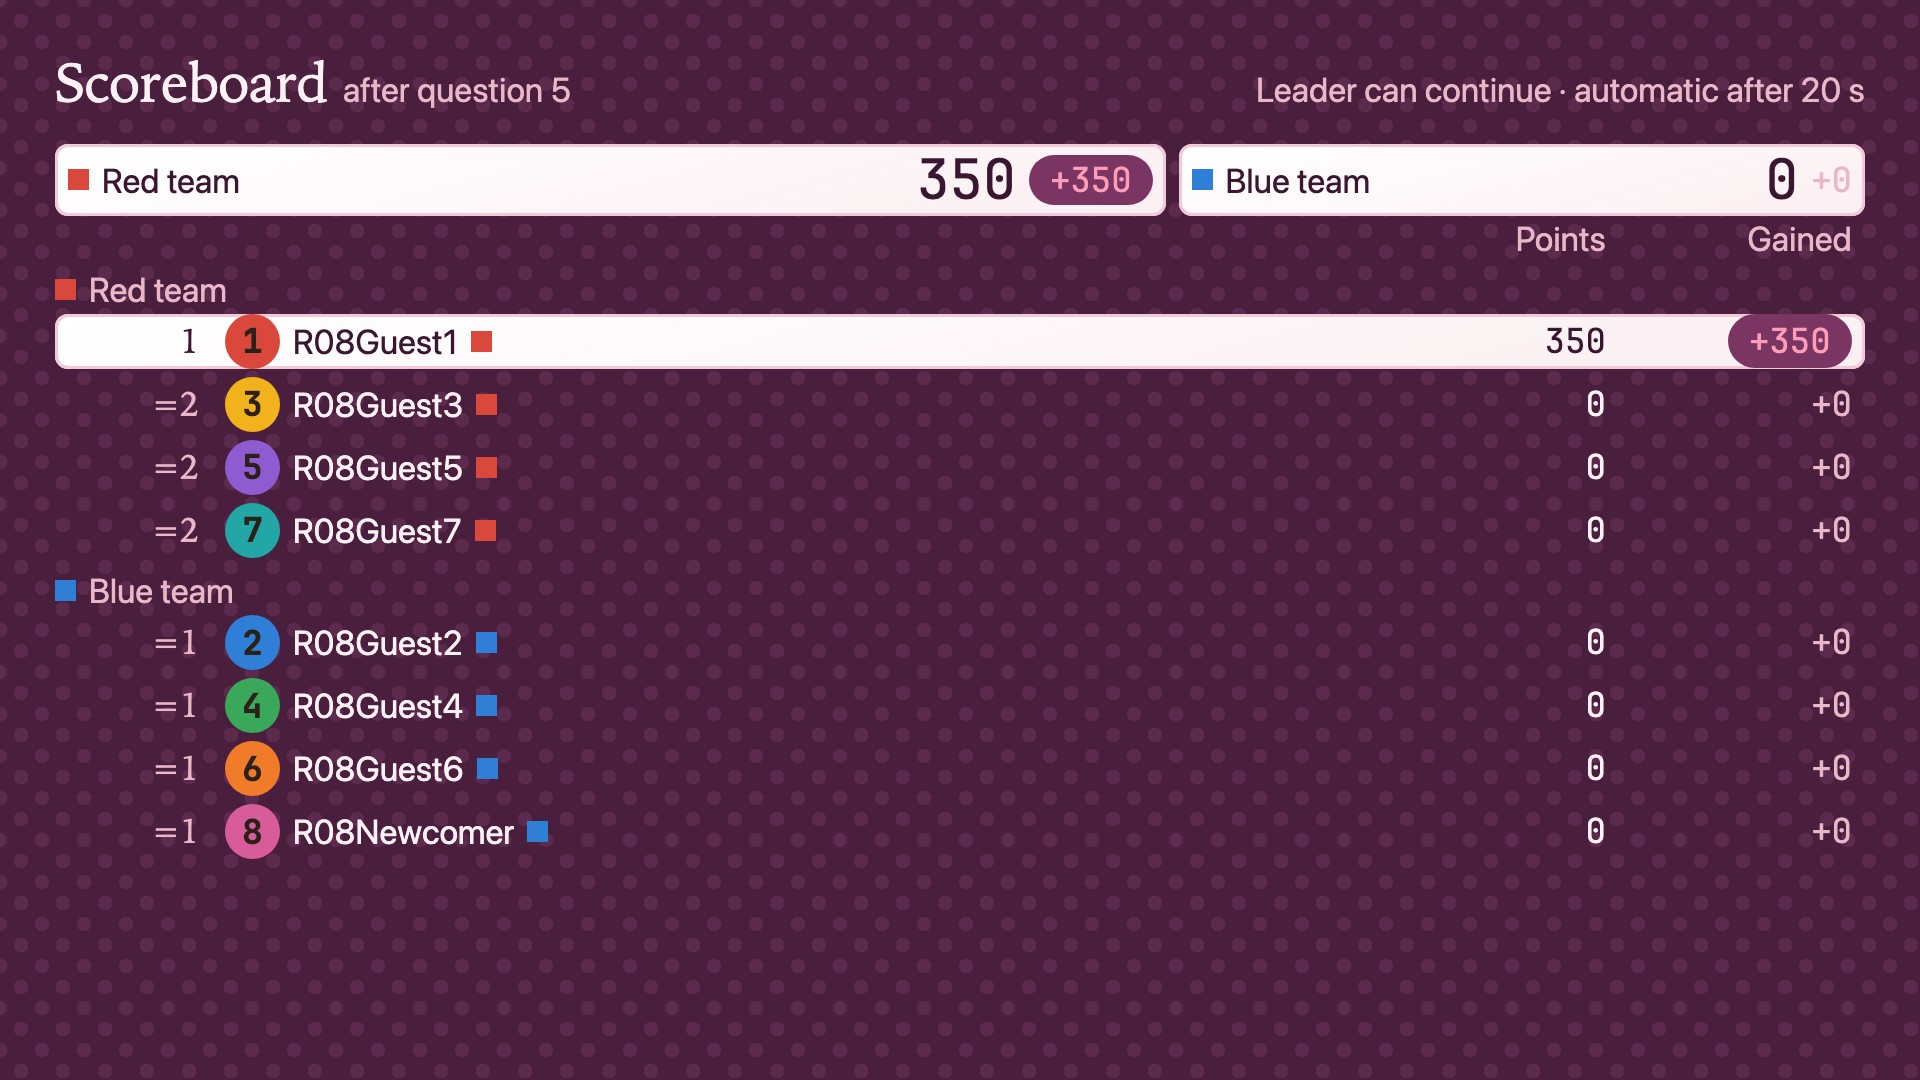 Scoreboard after question 5
Leader can continue · automatic after 20 s
Red team 350 +350
Blue team 0 +0
Points Gained
Red team
1 1 R08Guest1 350 +350
=2 3 R08Guest3 0 +0
=2 5 R08Guest5 0 +0
=2 7 R08Guest7 0 +0
Blue team
=1 2 R08Guest2 0 +0
=1 4 R08Guest4 0 +0
=1 6 R08Guest6 0 +0
=1 8 R08Newcomer 0 +0